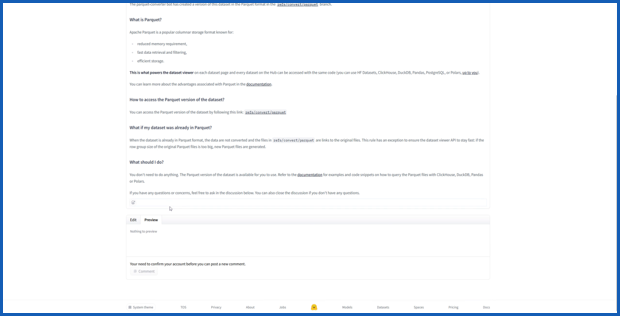 The parquet-converter bot has created a version of this dataset in the Parquet format in the refs/convert/parquet branch.
What is Parquet?
Apache Parquet is a popular columnar storage format known for:
reduced memory requirement,
fast data retrieval and filtering,
efficient storage.
This is what powers the dataset viewer on each dataset page and every dataset on the Hub can be accessed with the same code (you can use HF Datasets, ClickHouse, DuckDB, Pandas, PostgreSQL, or Polars, up to you).
You can learn more about the advantages associated with Parquet in the documentation.
How to access the Parquet version of the dataset?
You can access the Parquet version of the dataset by following this link: refs/convert/parquet
What if my dataset was already in Parquet?
When the dataset is already in Parquet format, the data are not converted and the files in refs/convert/parquet are links to the original files. This rule has an exception to ensure the dataset viewer API to stay fast: if the
row group size of the original Parquet files is too big, new Parquet files are generated.
What should I do?
You don't need to do anything. The Parquet version of the dataset is available for you to use. Refer to the documentation for examples and code snippets on how to query the Parquet files with ClickHouse, DuckDB, Pandas
or Polars.
If you have any questions or concerns, feel free to ask in the discussion below. You can also close the discussion if you don't have any questions.
Edit Preview
Nothing to preview
Your need to confirm your account before you can post a new comment.
Comment
System theme TOS Privacy About Jobs Models Datasets Spaces Pricing Docs